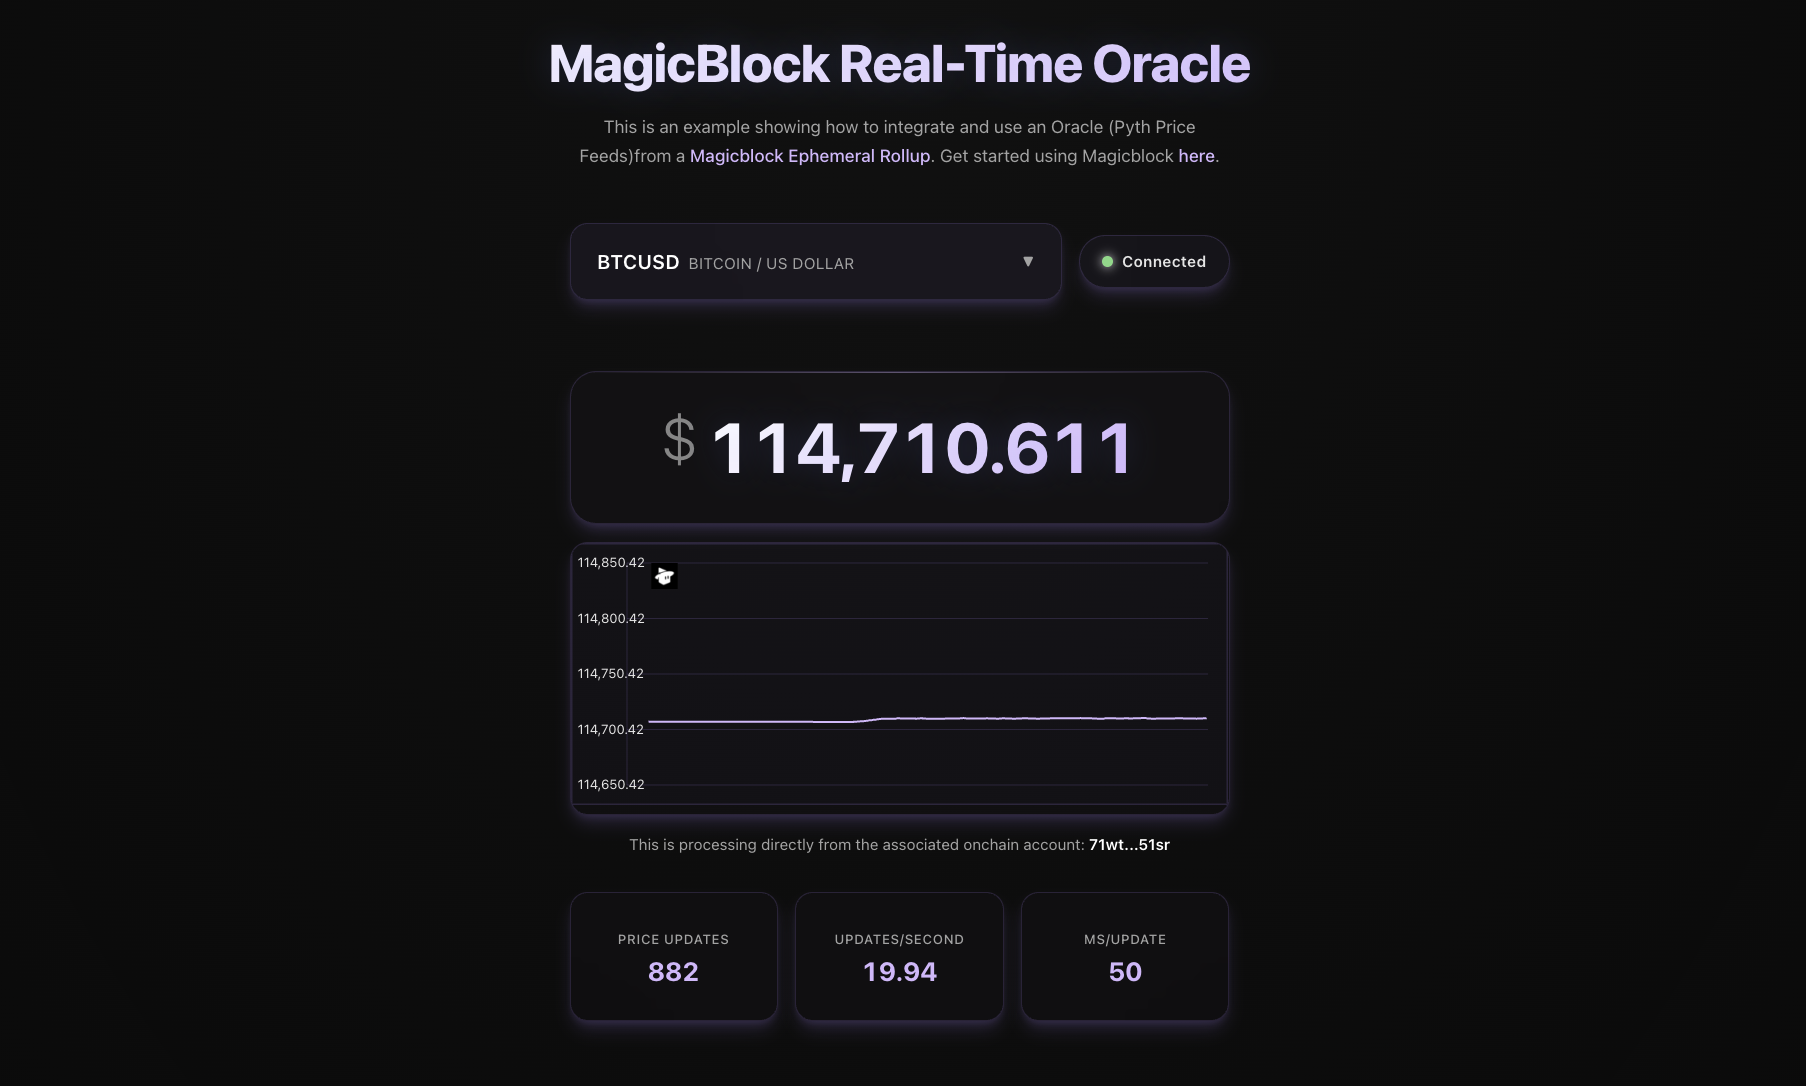 MagicBlock Real-Time Oracle
This is an example showing how to integrate and use an Oracle (Pyth Price
Feeds)from a Magicblock Ephemeral Rollup. Get started using Magicblock here.
BTCUSD BITCOIN / US DOLLAR ▼
Connected
$ 114,710.611
114,850.42
114,800.42
114,750.42
114,700.42
114,650.42
This is processing directly from the associated onchain account: 71wt...51sr
PRICE UPDATES
882
UPDATES/SECOND
19.94
MS/UPDATE
50